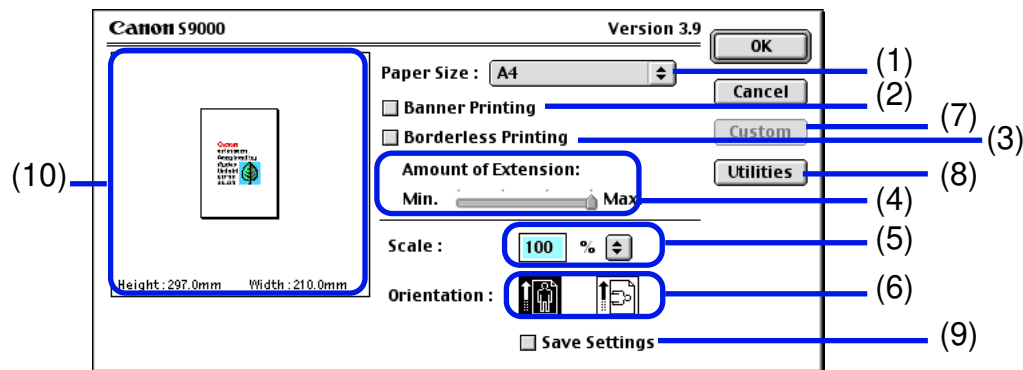 Canon S9000
Version 3.9
OK
Paper Size : A4
(1)
Cancel
(2)
Banner Printing
(7)
Custom
Borderless Printing
(3)
Amount of Extension:
Utilities
(8)
(10)
Min. Max
(4)
Scale : 100 %
(5)
Height : 297.0mm Width : 210.0mm
Orientation :
(6)
Save Settings
(9)